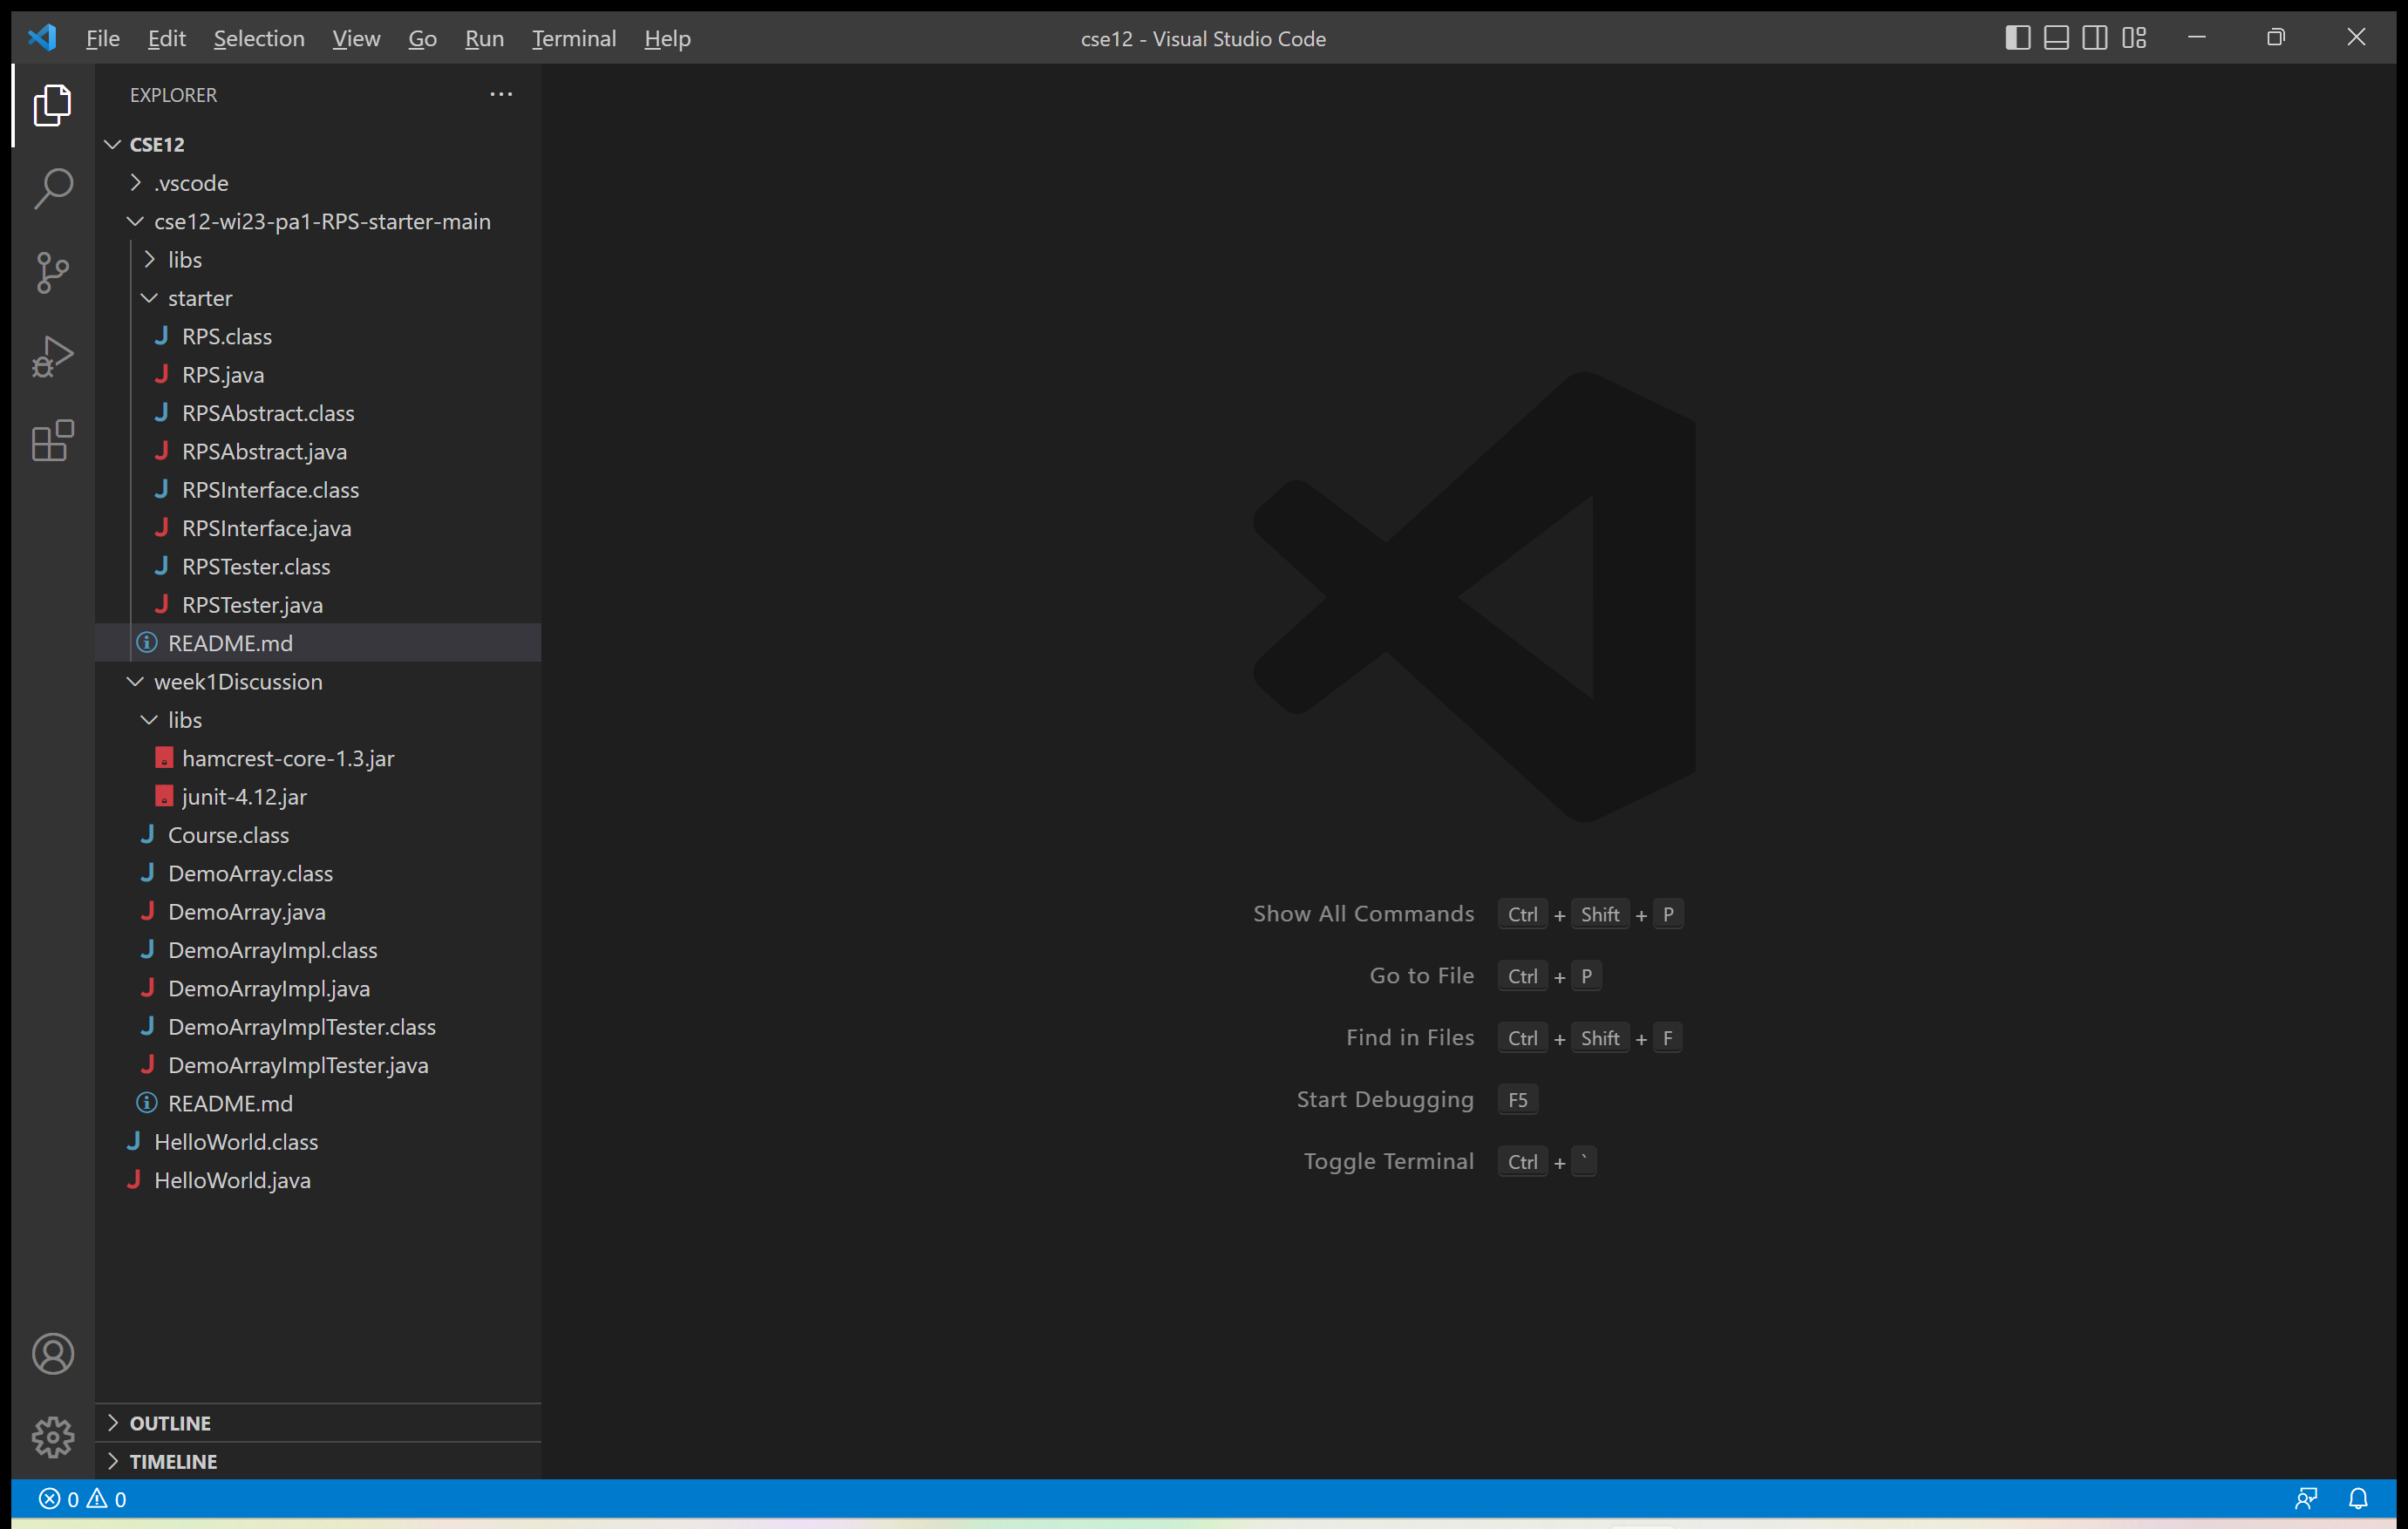 File Edit Selection View Go Run Terminal Help
cse12 - Visual Studio Code
EXPLORER
CSE12
.vscode
cse12-wi23-pa1-RPS-starter-main
libs
starter
J RPS.class
J RPS.java
J RPSAbstract.class
J RPSAbstract.java
J RPSInterface.class
J RPSInterface.java
J RPSTester.class
J RPSTester.java
README.md
week1Discussion
libs
hamcrest-core-1.3.jar
junit-4.12.jar
J Course.class
J DemoArray.class
J DemoArray.java
J DemoArrayImpl.class
J DemoArrayImpl.java
J DemoArrayImplTester.class
J DemoArrayImplTester.java
README.md
J HelloWorld.class
J HelloWorld.java
OUTLINE
TIMELINE
Show All Commands Ctrl + Shift + P
Go to File Ctrl + P
Find in Files Ctrl + Shift + F
Start Debugging F5
Toggle Terminal Ctrl + `
0 0